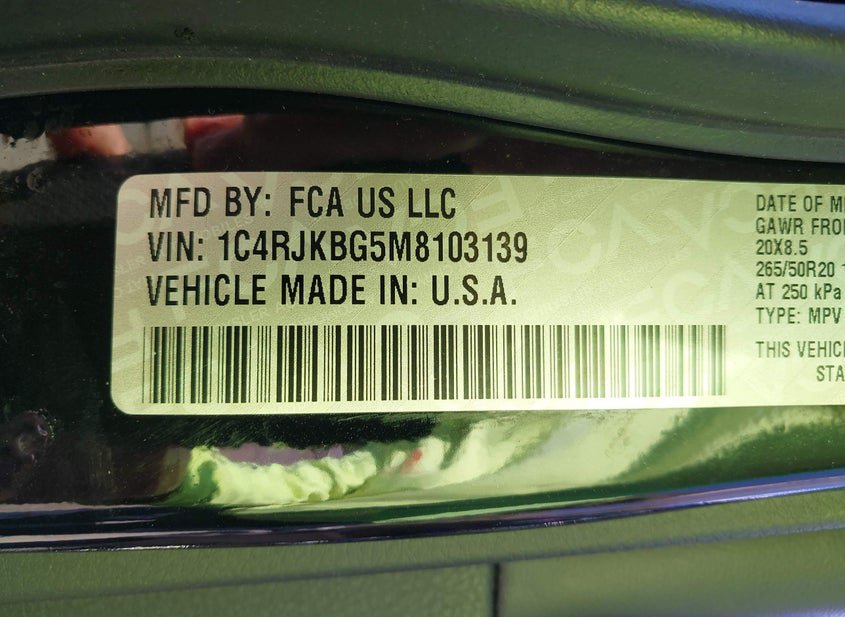 MFD BY: FCA US LLC
VIN: 1C4RJKBG5M8103139
VEHICLE MADE IN: U.S.A.
DATE OF M
GAWR FRO
20X8.5
265/50R20 1
AT 250 kPa
TYPE: MPV
THIS VEHIC
STA